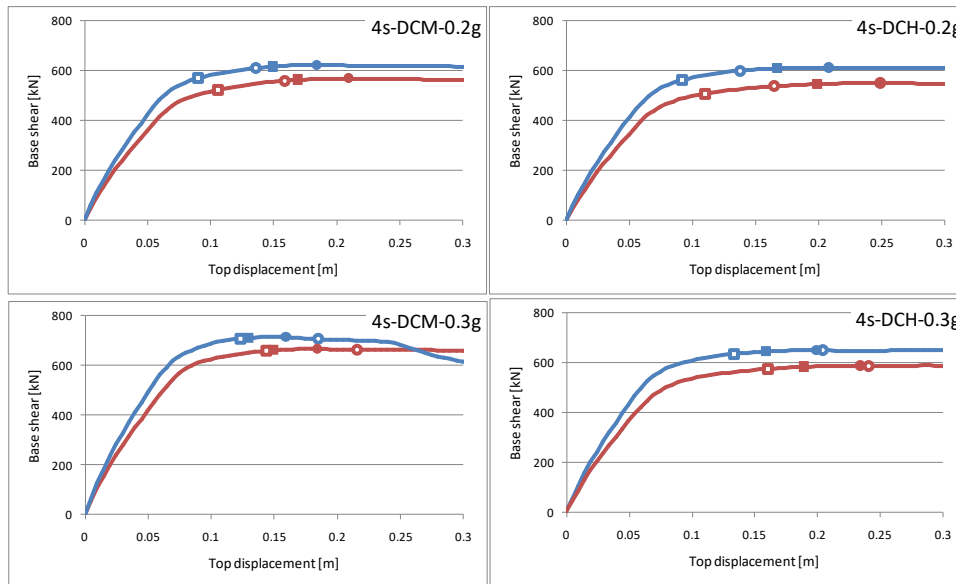 4s-DCM-0.2g
Base shear [kN]
800
600
400
200
0
0 0.05 0.1 0.15 0.2 0.25 0.3
Top displacement [m]
4s-DCH-0.2g
Base shear [kN]
800
600
400
200
0
0 0.05 0.1 0.15 0.2 0.25 0.3
Top displacement [m]
4s-DCM-0.3g
Base shear [kN]
800
600
400
200
0
0 0.05 0.1 0.15 0.2 0.25 0.3
Top displacement [m]
4s-DCH-0.3g
Base shear [kN]
800
600
400
200
0
0 0.05 0.1 0.15 0.2 0.25 0.3
Top displacement [m]